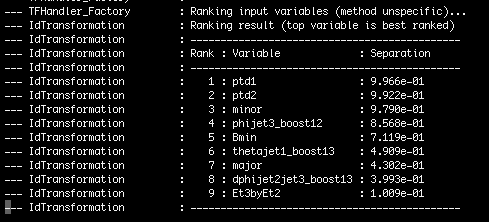 --- TFHandler_Factory : Ranking input variables (method unspecific)...
--- IdTransformation : Ranking result (top variable is best ranked)
--- IdTransformation : ---------------------------------------------
--- IdTransformation : Rank : Variable : Separation
--- IdTransformation : ---------------------------------------------
--- IdTransformation : 1 : ptd1 : 9.966e-01
--- IdTransformation : 2 : ptd2 : 9.922e-01
--- IdTransformation : 3 : minor : 9.790e-01
--- IdTransformation : 4 : phijet3_boost12 : 8.568e-01
--- IdTransformation : 5 : Bmin : 7.119e-01
--- IdTransformation : 6 : thetajet1_boost13 : 4.909e-01
--- IdTransformation : 7 : major : 4.302e-01
--- IdTransformation : 8 : dphijet2jet3_boost13 : 3.993e-01
--- IdTransformation : 9 : Et3byEt2 : 1.009e-01
--- IdTransformation : ---------------------------------------------